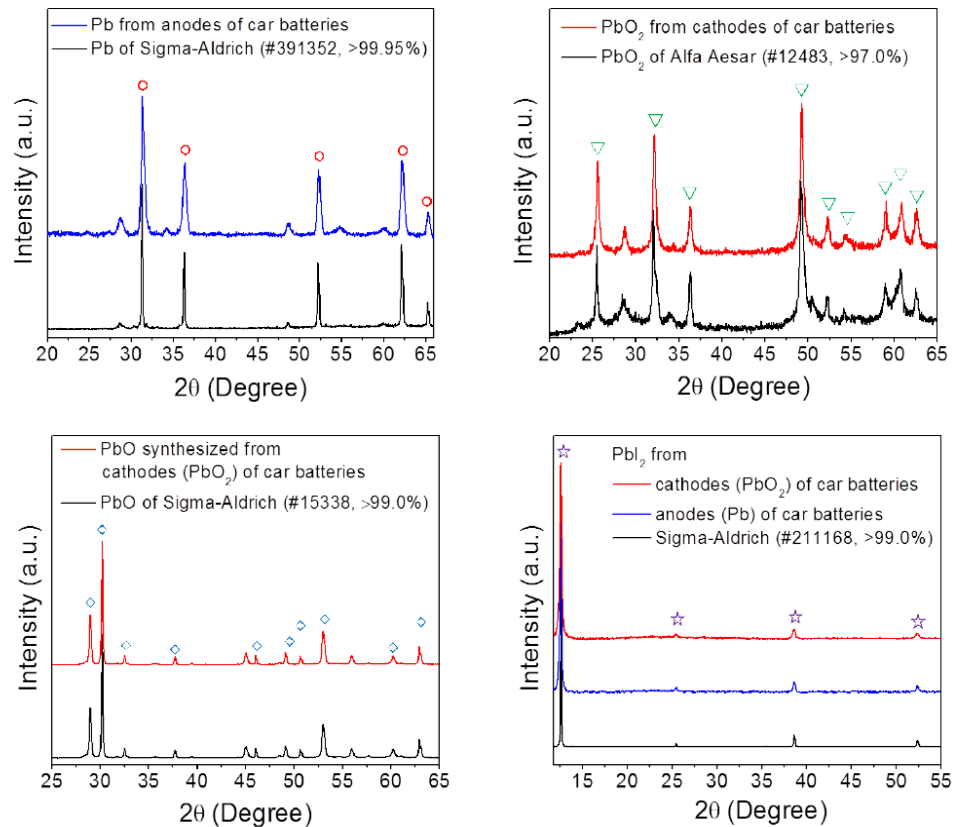 Pb from anodes of car batteries
Pb of Sigma-Aldrich (#391352, >99.95%)
Intensity (a.u.)
20 25 30 35 40 45 50 55 60 65
2θ (Degree)
PbO₂ from cathodes of car batteries
PbO₂ of Alfa Aesar (#12483, >97.0%)
Intensity (a.u.)
20 25 30 35 40 45 50 55 60 65
2θ (Degree)
PbO synthesized from
cathodes (PbO₂) of car batteries
PbO of Sigma-Aldrich (#15338, >99.0%)
Intensity (a.u.)
25 30 35 40 45 50 55 60 65
2θ (Degree)
PbI₂ from
cathodes (PbO₂) of car batteries
anodes (Pb) of car batteries
Sigma-Aldrich (#211168, >99.0%)
Intensity (a.u.)
15 20 25 30 35 40 45 50 55
2θ (Degree)